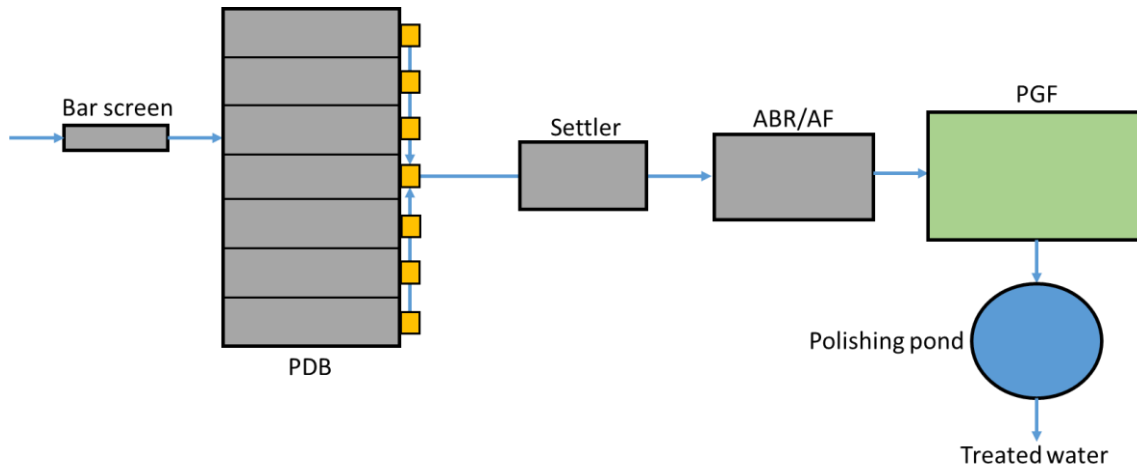 Bar screen
PDB
Settler
ABR/AF
PGF
Polishing pond
Treated water